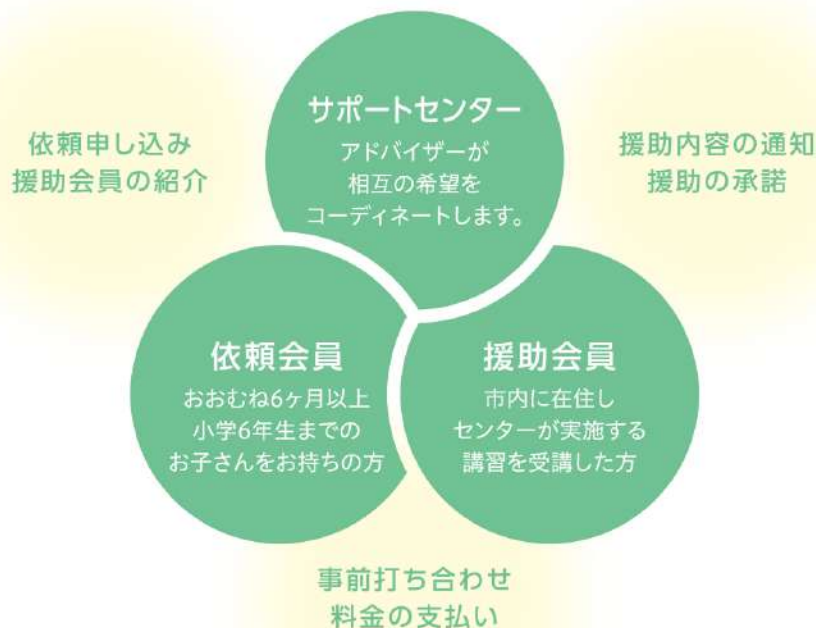 サポートセンター
アドバイザーが
相互の希望を
コーディネートします。
依頼申し込み
援助会員の紹介
援助内容の通知
援助の承諾
依頼会員
おおむね6ヶ月以上
小学6年生までの
お子さんをお持ちの方
援助会員
市内に在住し
センターが実施する
講習を受講した方
事前打ち合わせ
料金の支払い